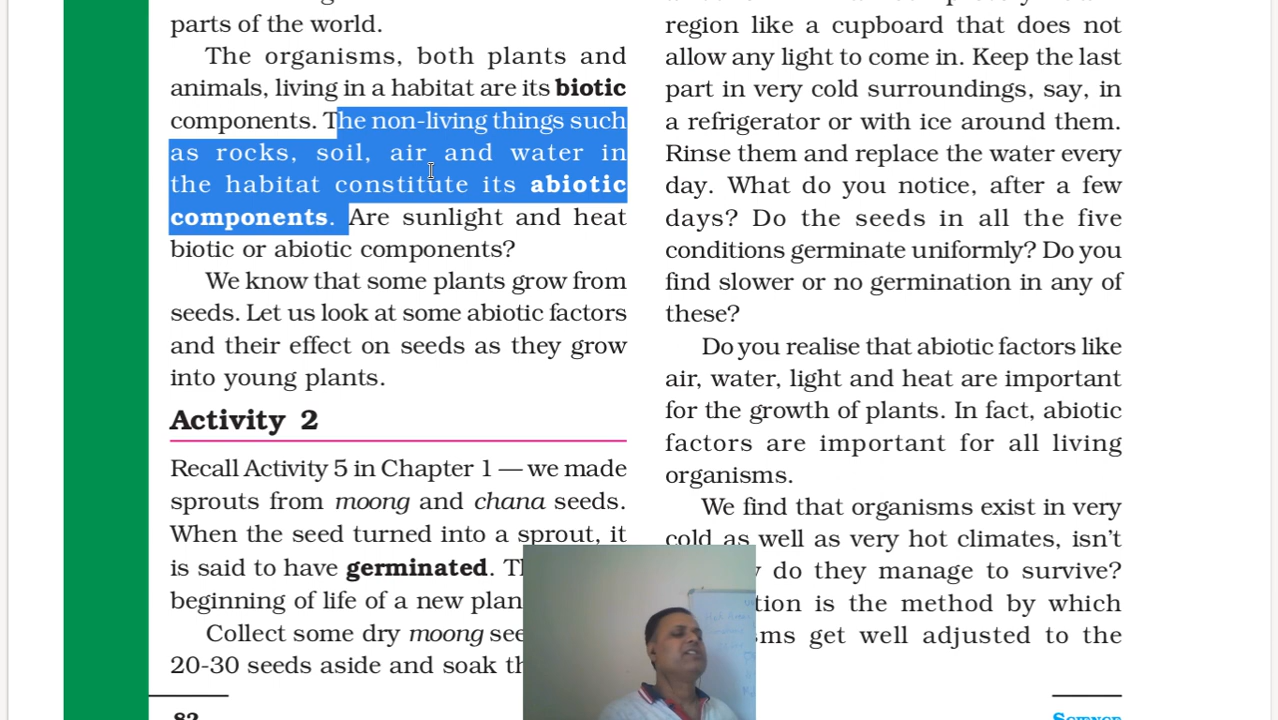 parts of the world.
The organisms, both plants and
animals, living in a habitat are its biotic
components. The non-living things such
as rocks, soil, air and water in
the habitat constitute its abiotic
components. Are sunlight and heat
biotic or abiotic components?
We know that some plants grow from
seeds. Let us look at some abiotic factors
and their effect on seeds as they grow
into young plants.
Activity 2
Recall Activity 5 in Chapter 1 — we made
sprouts from moong and chana seeds.
When the seed turned into a sprout, it
is said to have germinated.
beginning of life of a new
Collect some dry moong
20-30 seeds aside and soak
82
region like a cupboard that does not
allow any light to come in. Keep the last
part in very cold surroundings, say, in
a refrigerator or with ice around them.
Rinse them and replace the water every
day. What do you notice, after a few
days? Do the seeds in all the five
conditions germinate uniformly? Do you
find slower or no germination in any of
these?
Do you realise that abiotic factors like
air, water, light and heat are important
for the growth of plants. In fact, abiotic
factors are important for all living
organisms.
We find that organisms exist in very
cold as well as very hot climates, isn't
do they manage to survive?
is the method by which
get well adjusted to the
SCIENCE